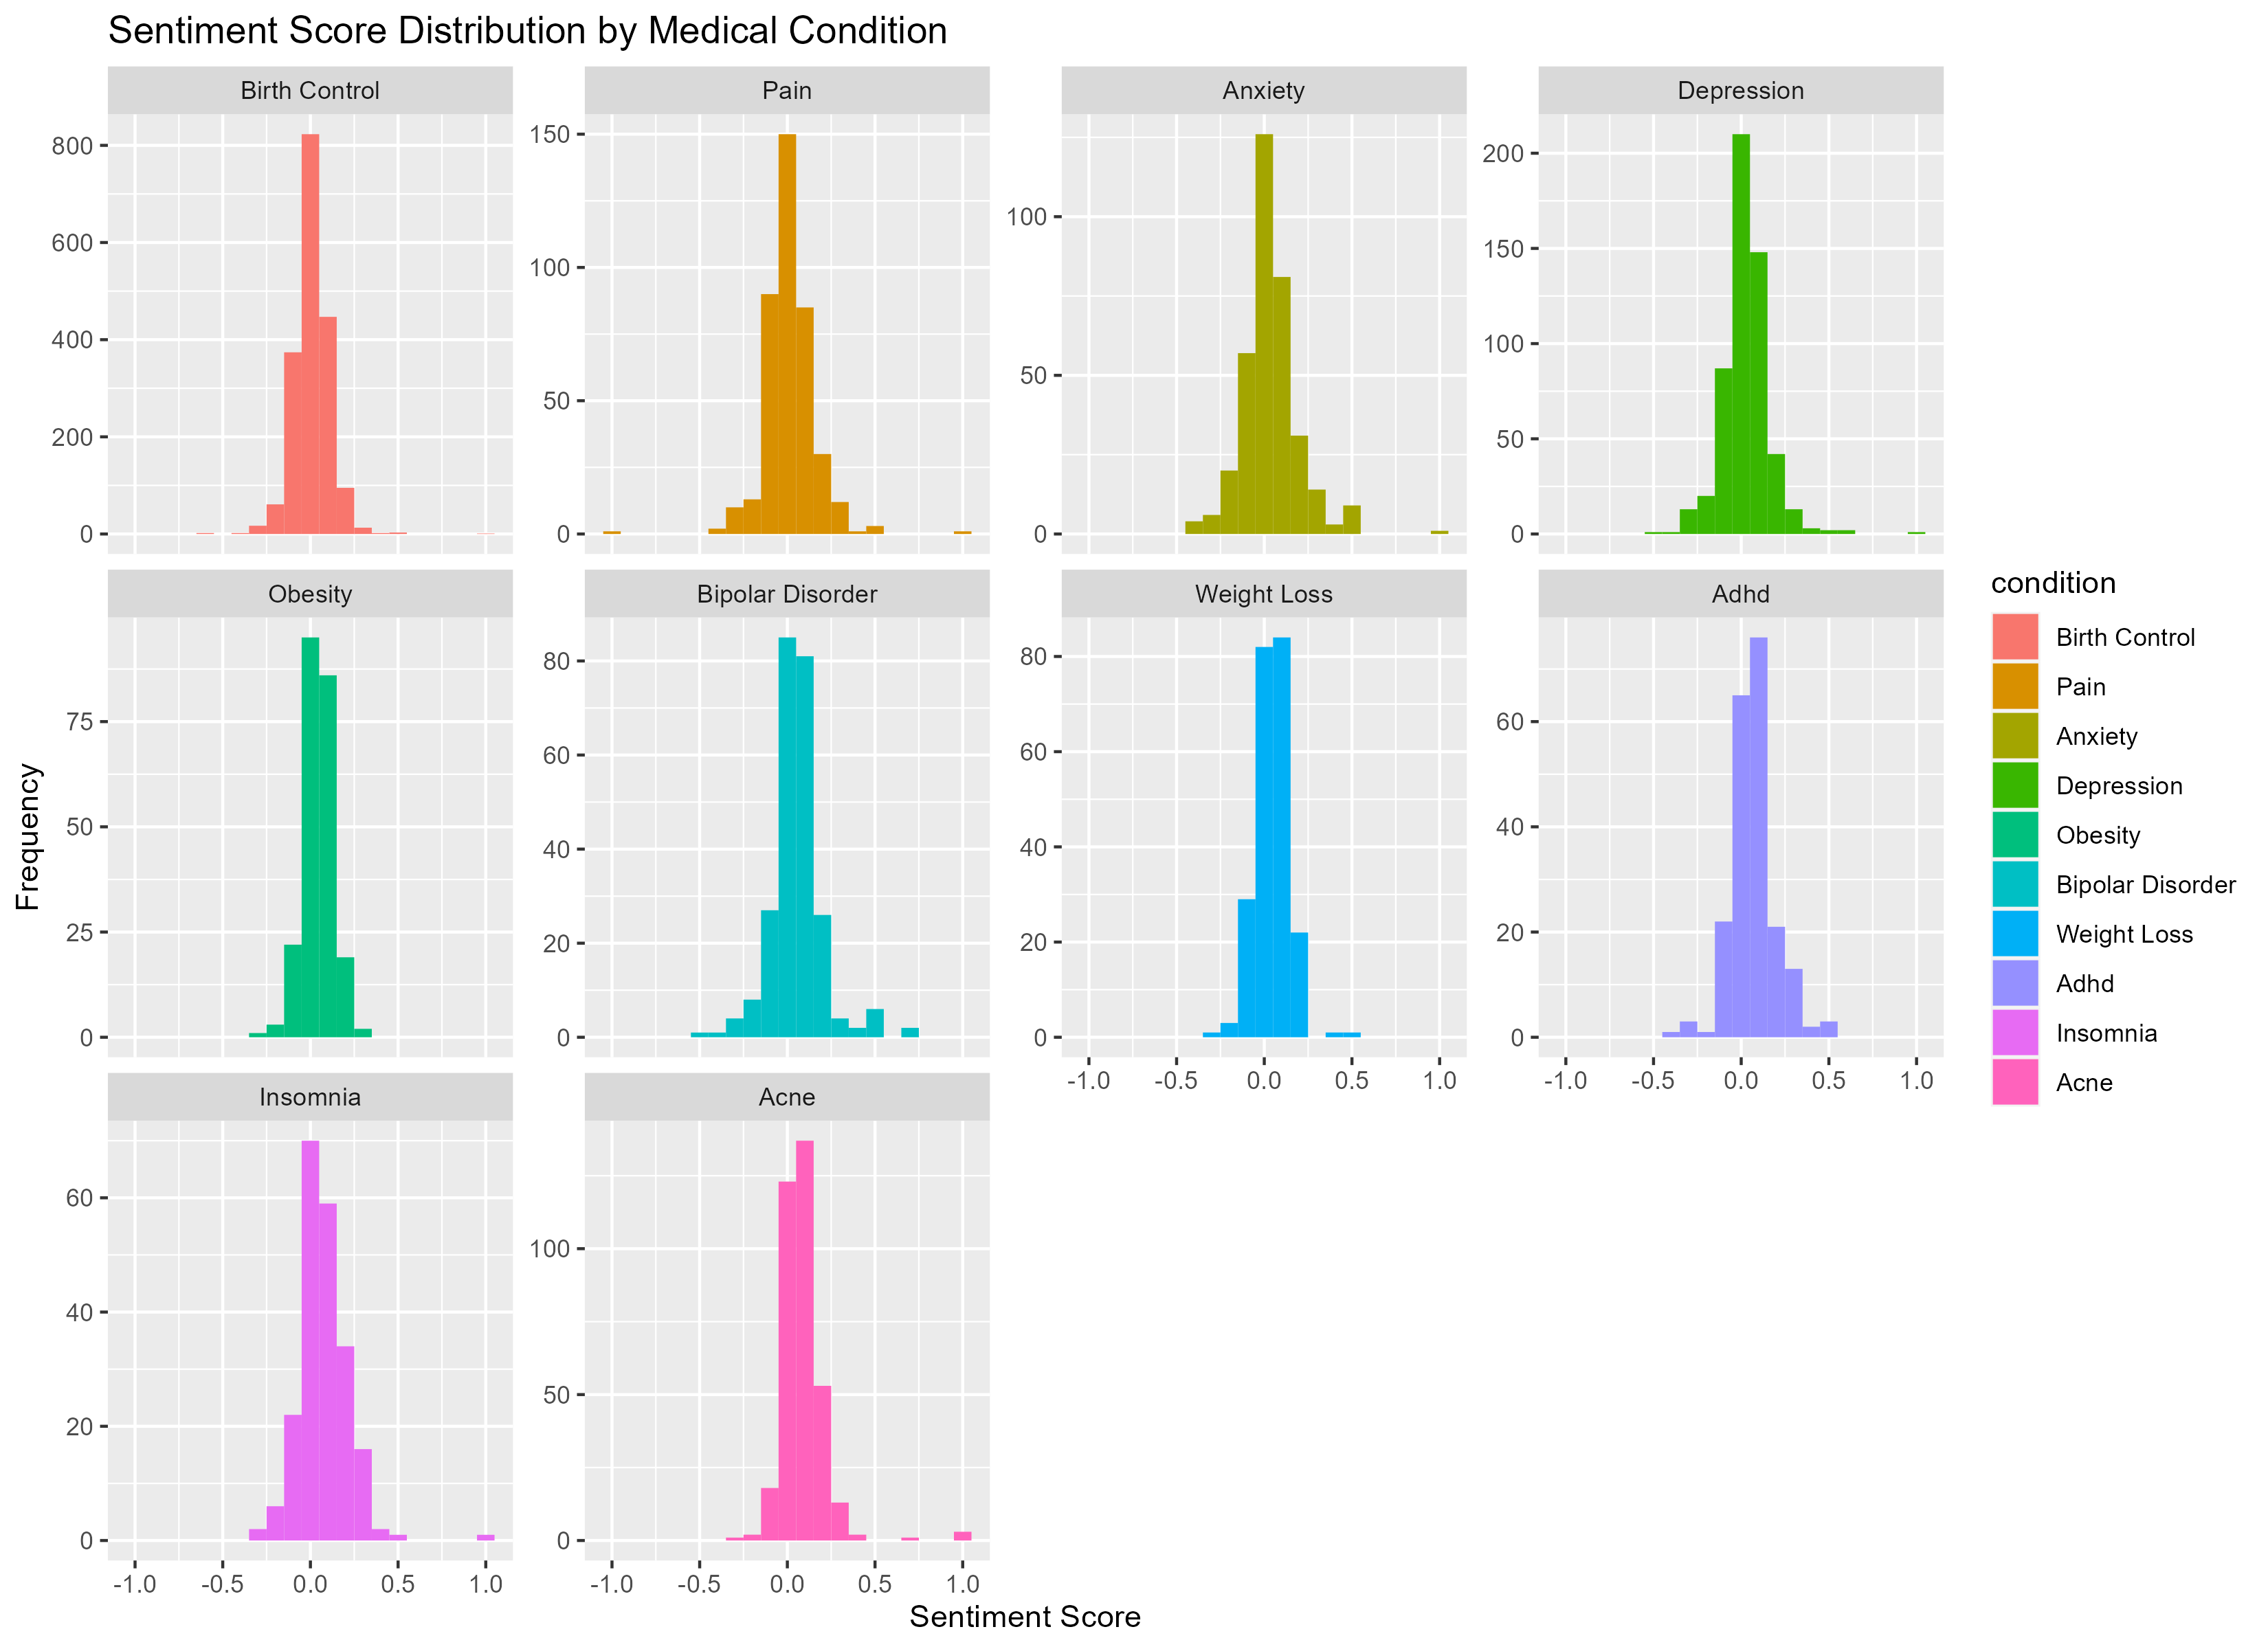 Sentiment Score Distribution by Medical Condition
Birth Control
Pain
Anxiety
Depression
800
600
400
200
0
150
100
50
0
100
50
0
200
150
100
50
0
Obesity
Bipolar Disorder
Weight Loss
Adhd
75
50
25
0
80
60
40
20
0
80
60
40
20
0
60
40
20
0
-1.0 -0.5 0.0 0.5 1.0
-1.0 -0.5 0.0 0.5 1.0
Insomnia
Acne
60
40
20
0
100
50
0
-1.0 -0.5 0.0 0.5 1.0
-1.0 -0.5 0.0 0.5 1.0
Sentiment Score
Frequency
condition
Birth Control
Pain
Anxiety
Depression
Obesity
Bipolar Disorder
Weight Loss
Adhd
Insomnia
Acne